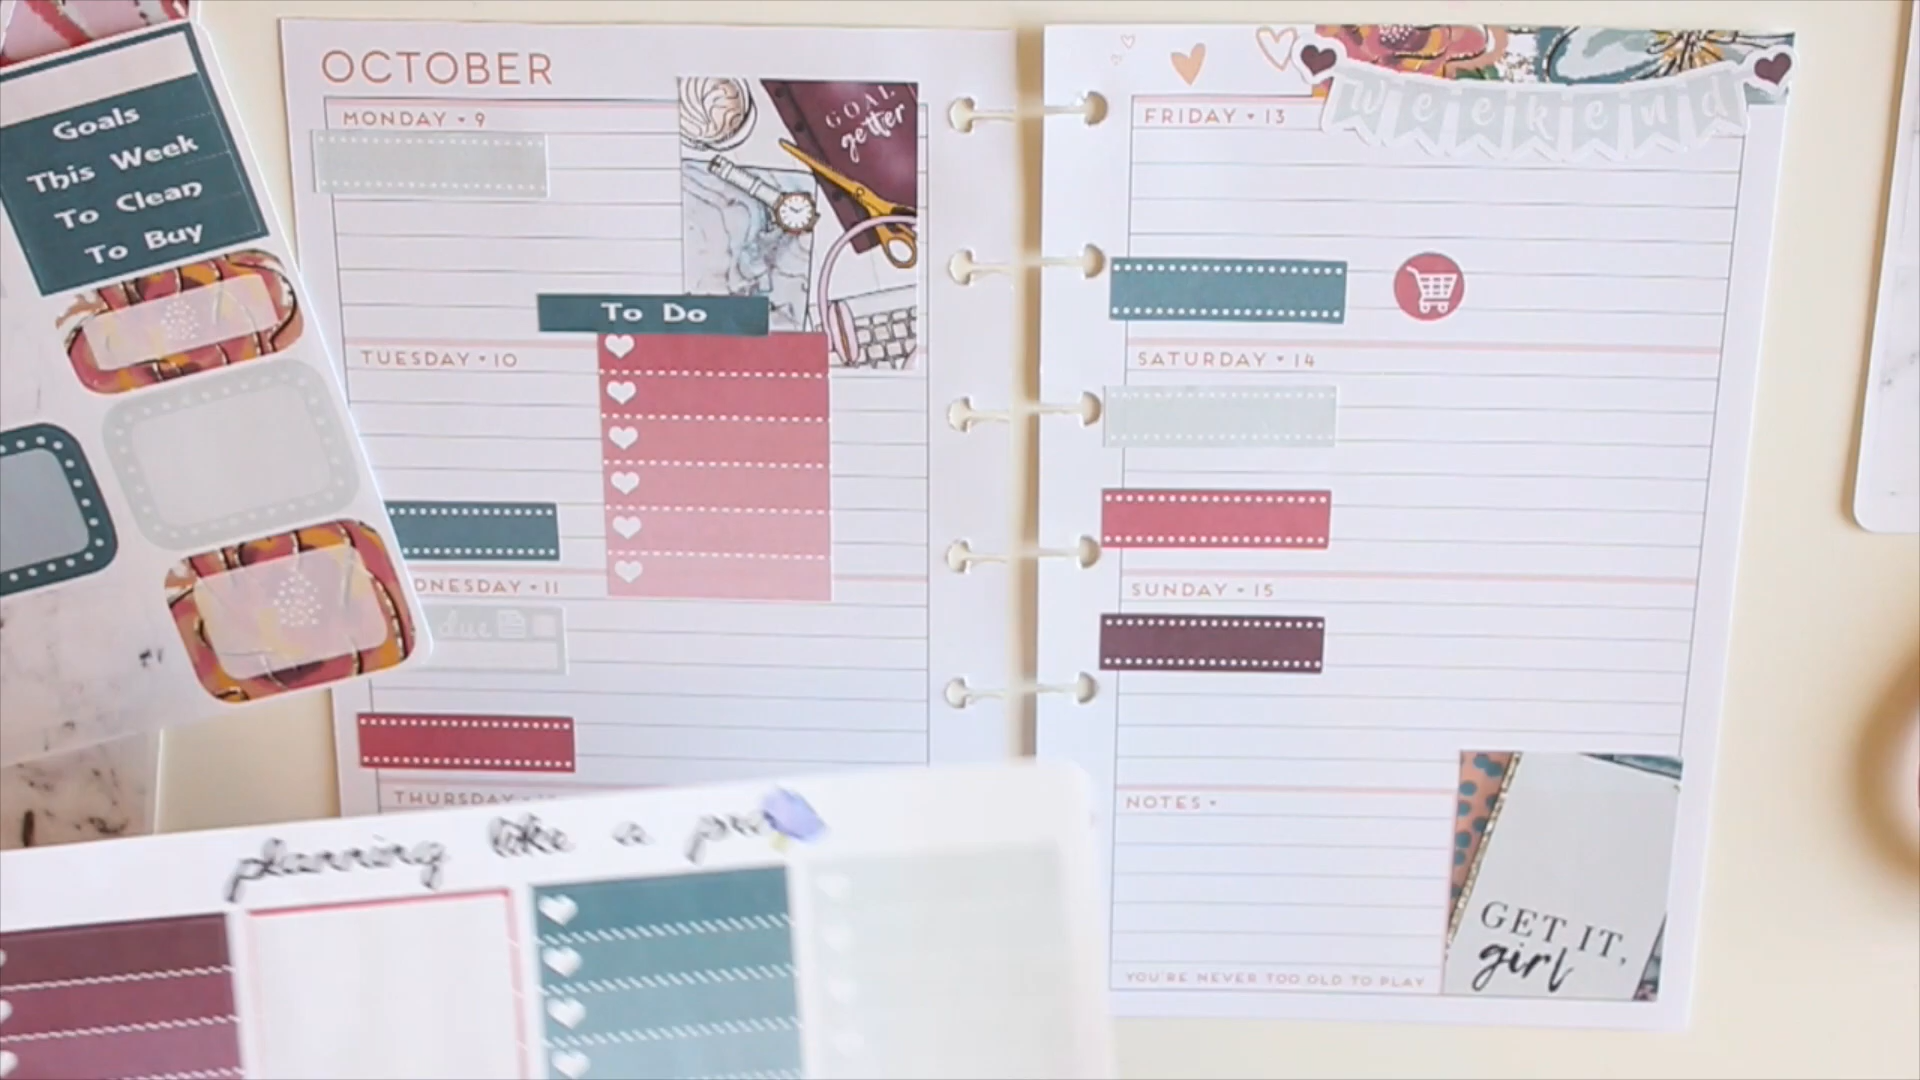 Goals
This Week
To Clean
To Buy
OCTOBER
MONDAY • 9
GOAL
getter
To Do
TUESDAY • 10
DNESDAY • 11
due
THURSDAY
planning like a pro
weekend
FRIDAY • 13
SATURDAY • 14
SUNDAY • 15
NOTES •
GET IT,
girl
YOU'RE NEVER TOO OLD TO PLAY